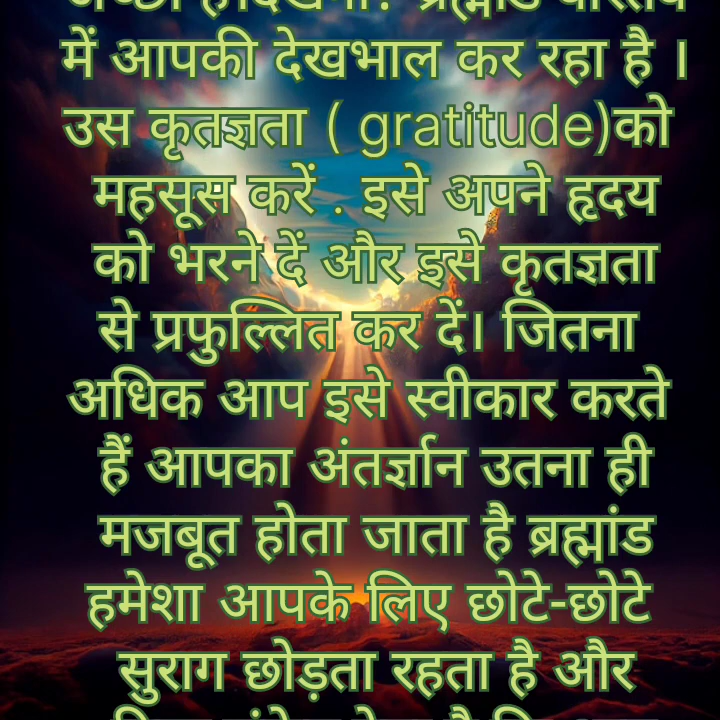 में आपकी देखभाल कर रहा है ।
उस कृतज्ञता ( gratitude)को
महसूस करें . इसे अपने हृदय
को भरने दें और इसे कृतज्ञता
से प्रफुल्लित कर दें। जितना
अधिक आप इसे स्वीकार करते
हैं आपका अंतर्ज्ञान उतना ही
मजबूत होता जाता है ब्रह्मांड
हमेशा आपके लिए छोटे-छोटे
सुराग छोड़ता रहता है और